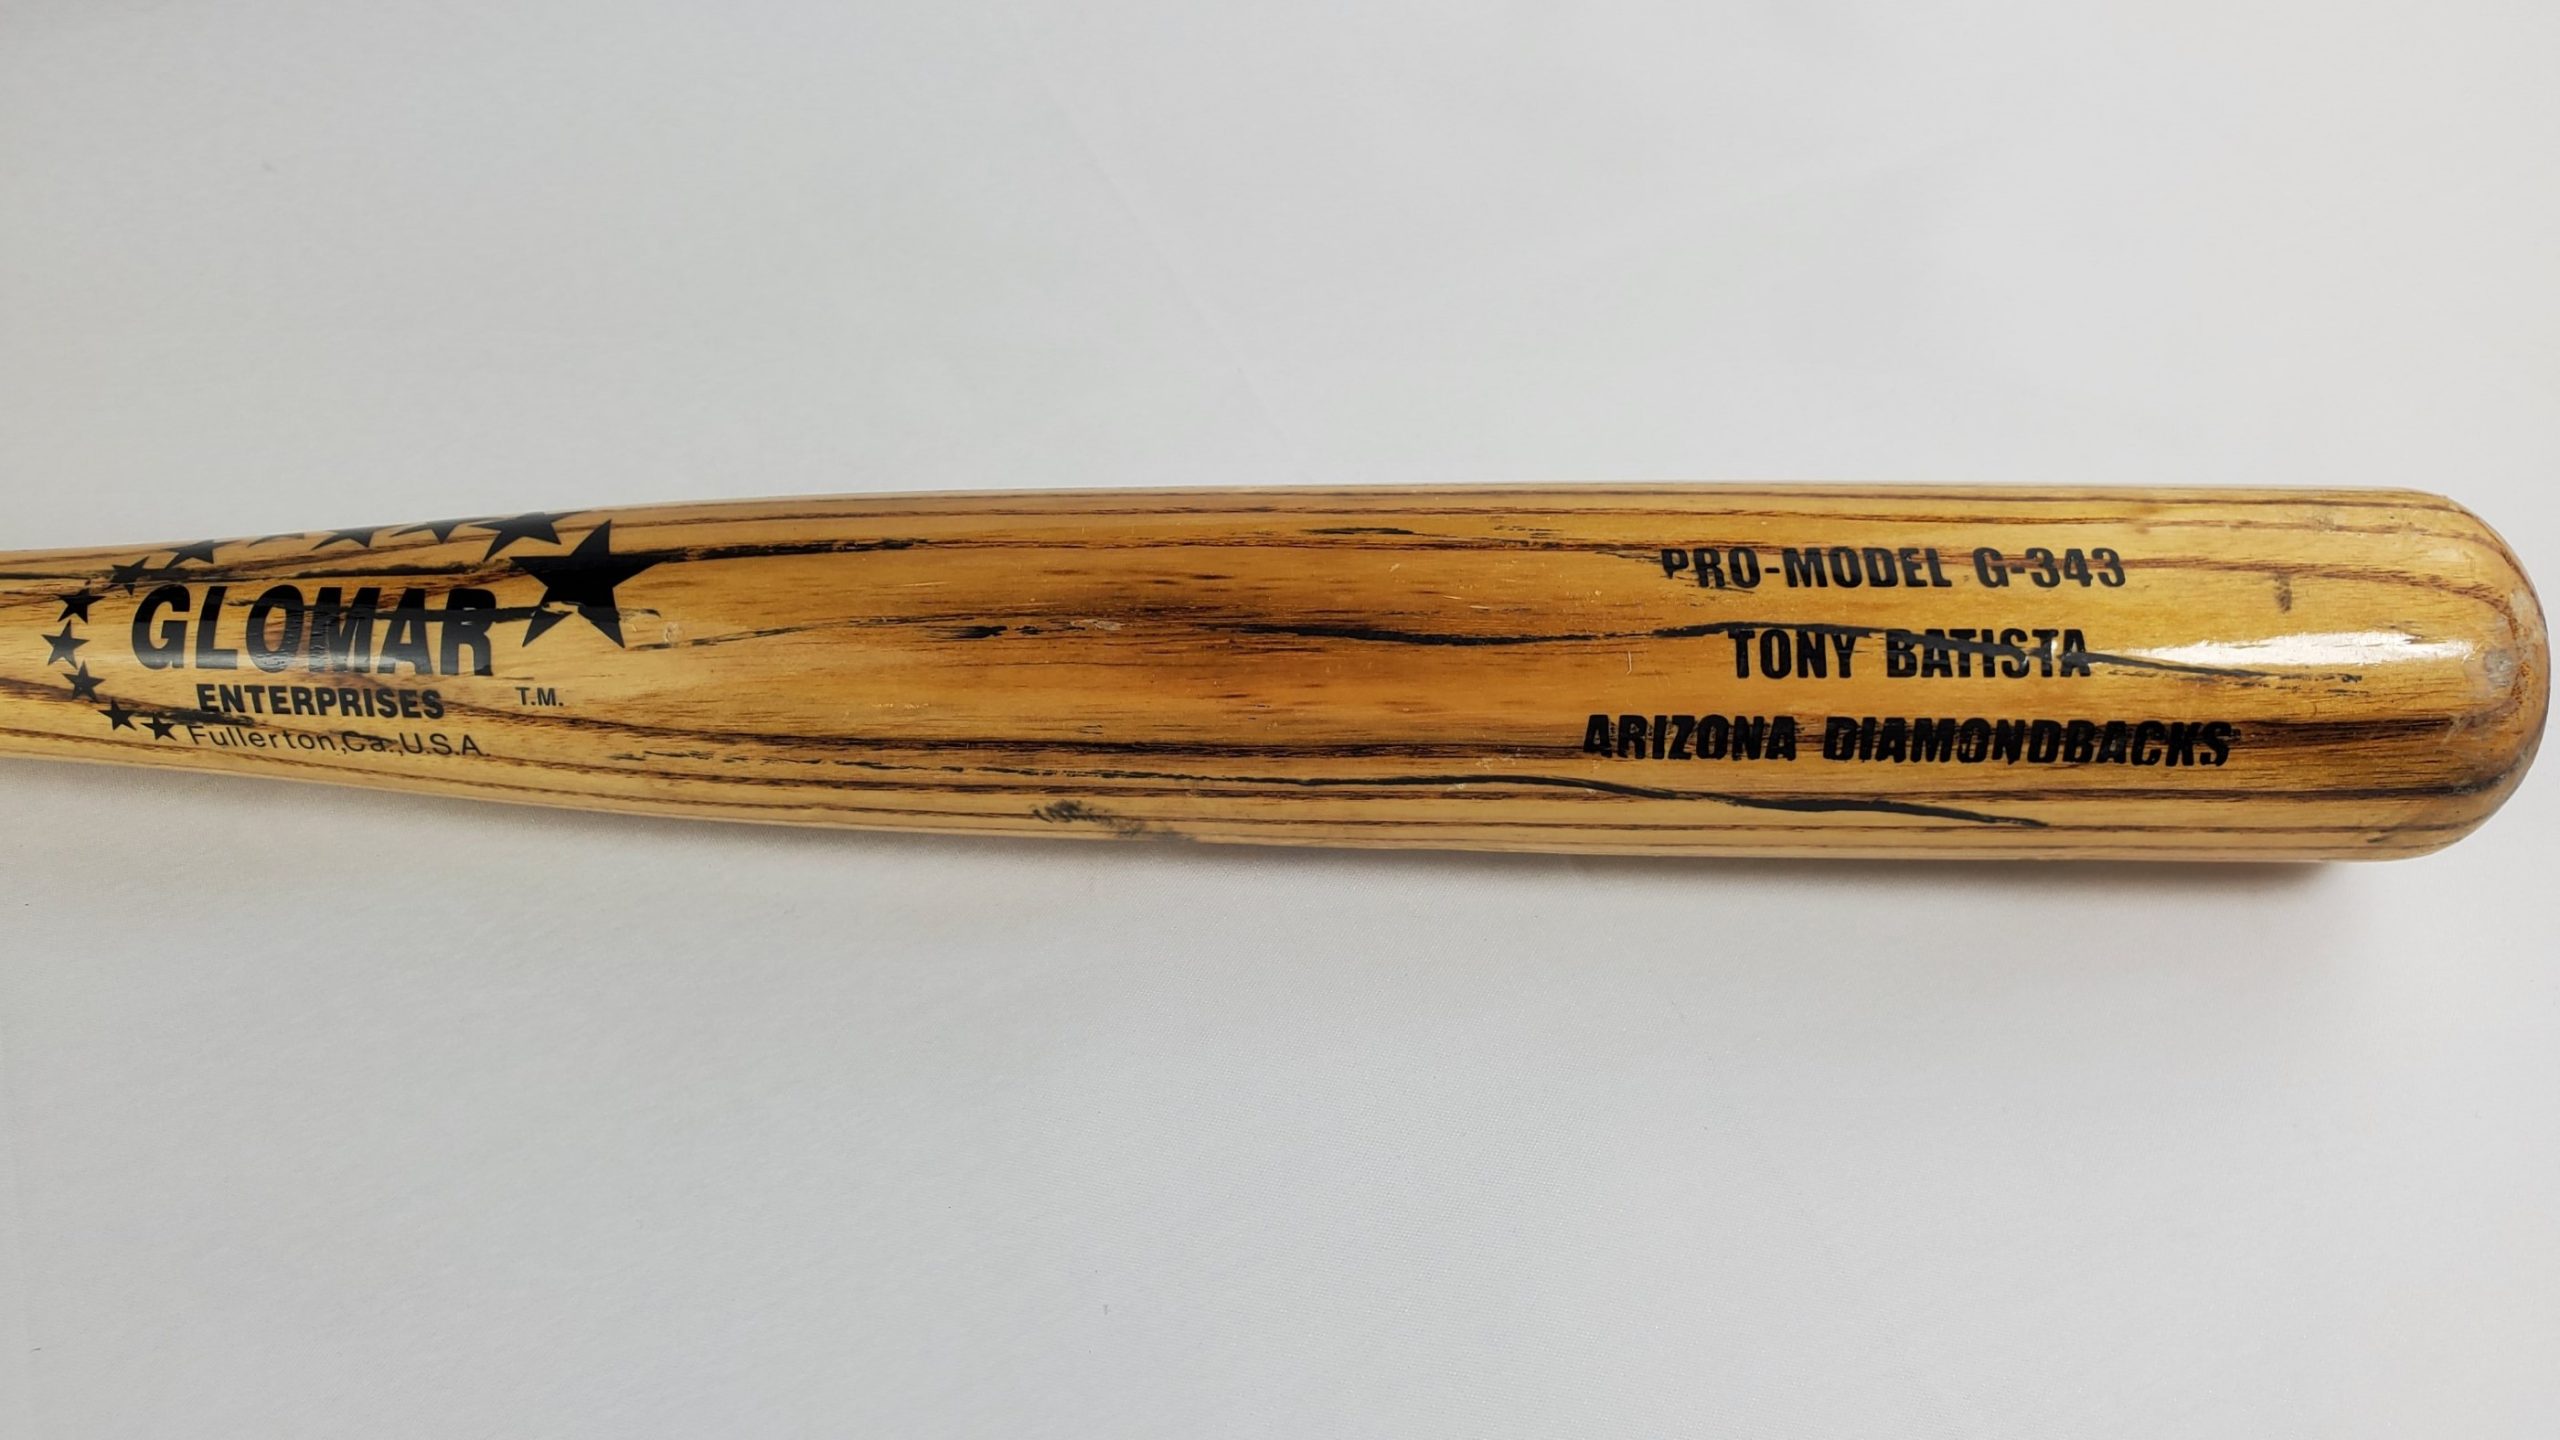 GLOMAR
ENTERPRISES T.M.
Fullerton,Ca.,U.S.A.
PRO-MODEL G-343
TONY BATISTA
ARIZONA DIAMONDBACKS